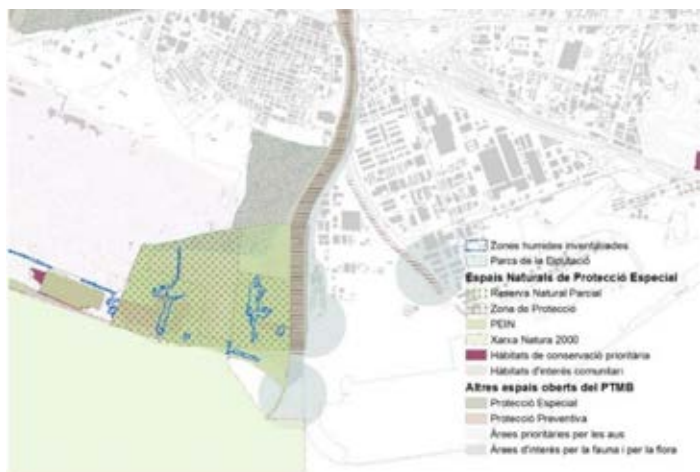 Zones humides inventariades
Parcs de la Diputació
Espais Naturals de Protecció Especial
Reserva Natural Parcial
Zona de Protecció
PEIN
Xarxa Natura 2000
Hàbitats de conservació prioritària
Hàbitats d'interès comunitari
Altres espais oberts del PTMB
Protecció Especial
Protecció Preventiva
Àrees prioritàries per les aus
Àrees d'interès per la fauna i per la flora